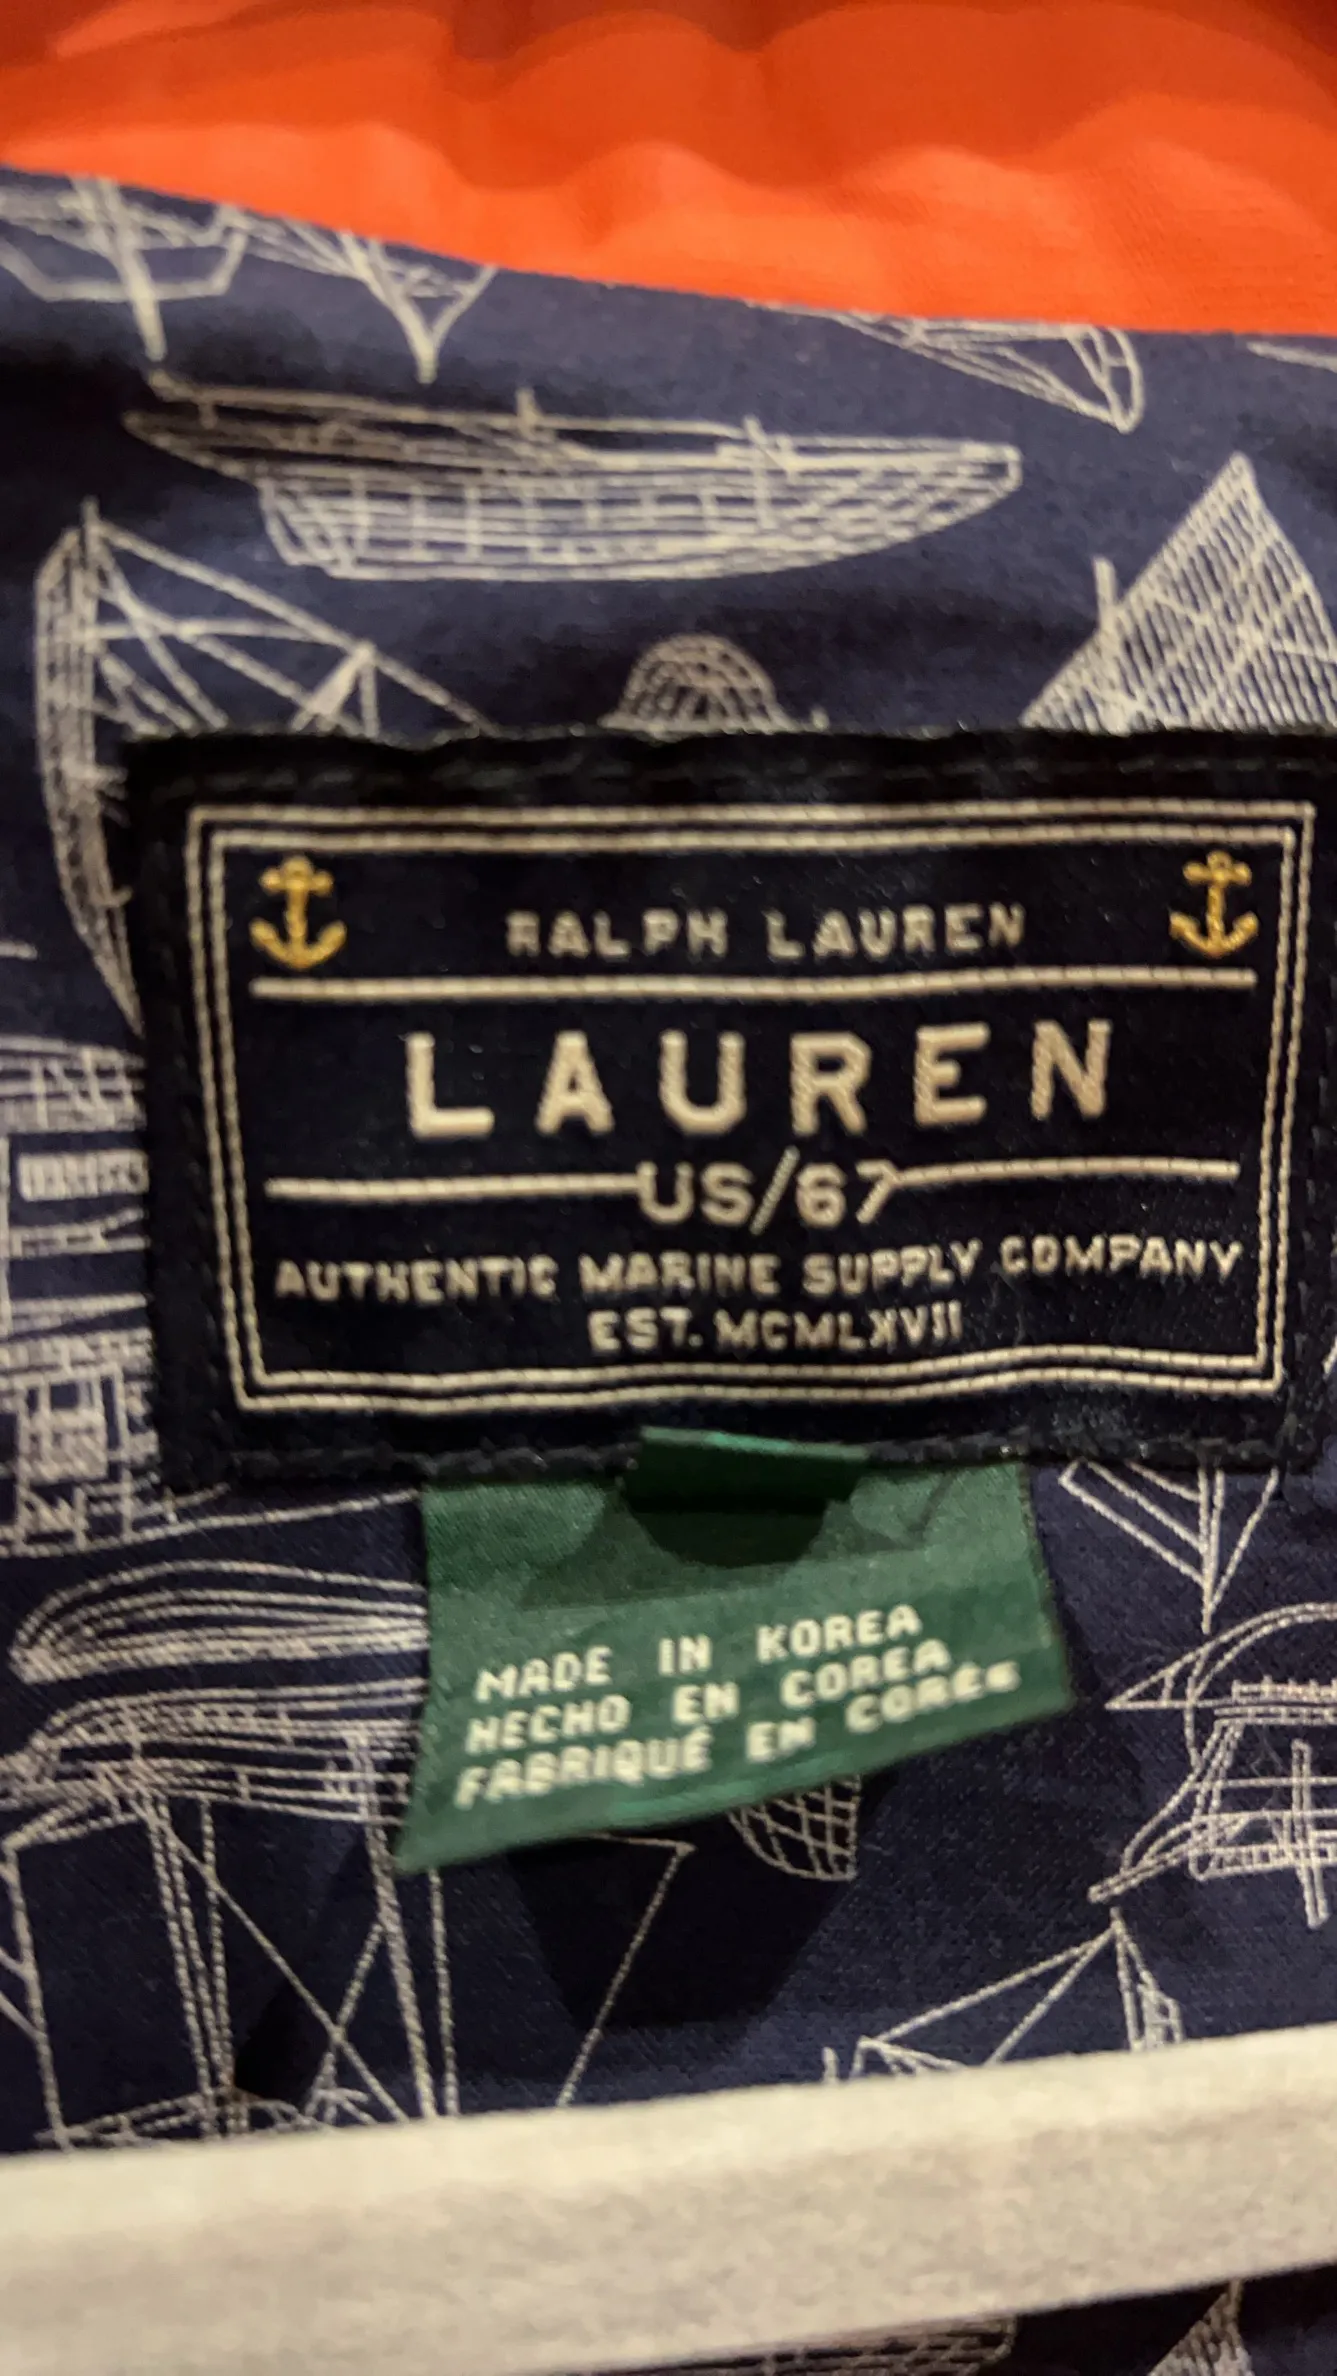 RALPH LAUREN
LAUREN
US/67
AUTHENTIC MARINE SUPPLY COMPANY
EST. MCMLXVII
MADE IN KOREA
HECHO EN COREA
FABRIQUÉ EN CORÉE